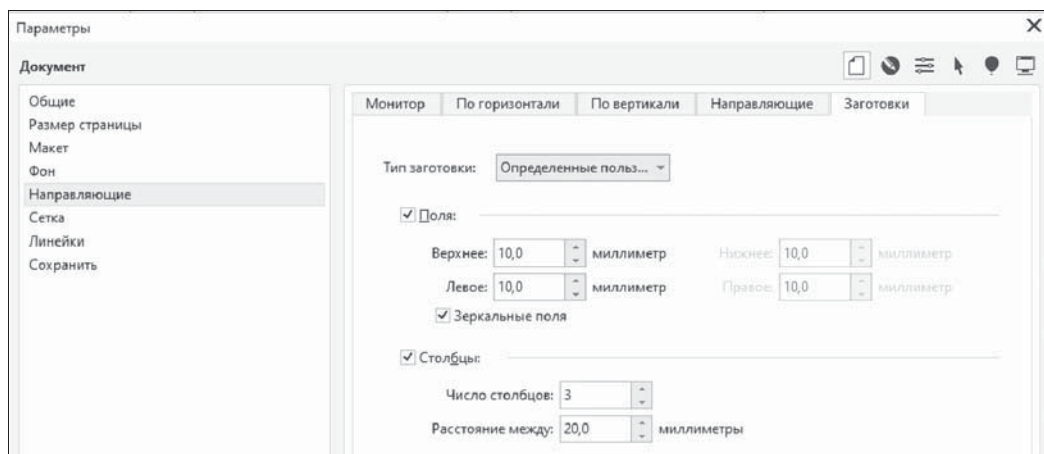 Параметры
Документ
Общие
Размер страницы
Макет
Фон
Направляющие
Сетка
Линейки
Сохранить
Монитор По горизонтали По вертикали Направляющие Заготовки
Тип заготовки: Определенные польз...
Поля:
Верхнее: 10,0 миллиметр Нижнее: 10,0 миллиметр
Левое: 10,0 миллиметр Правое: 10,0 миллиметр
Зеркальные поля
Столбцы:
Число столбцов: 3
Расстояние между: 20,0 миллиметры